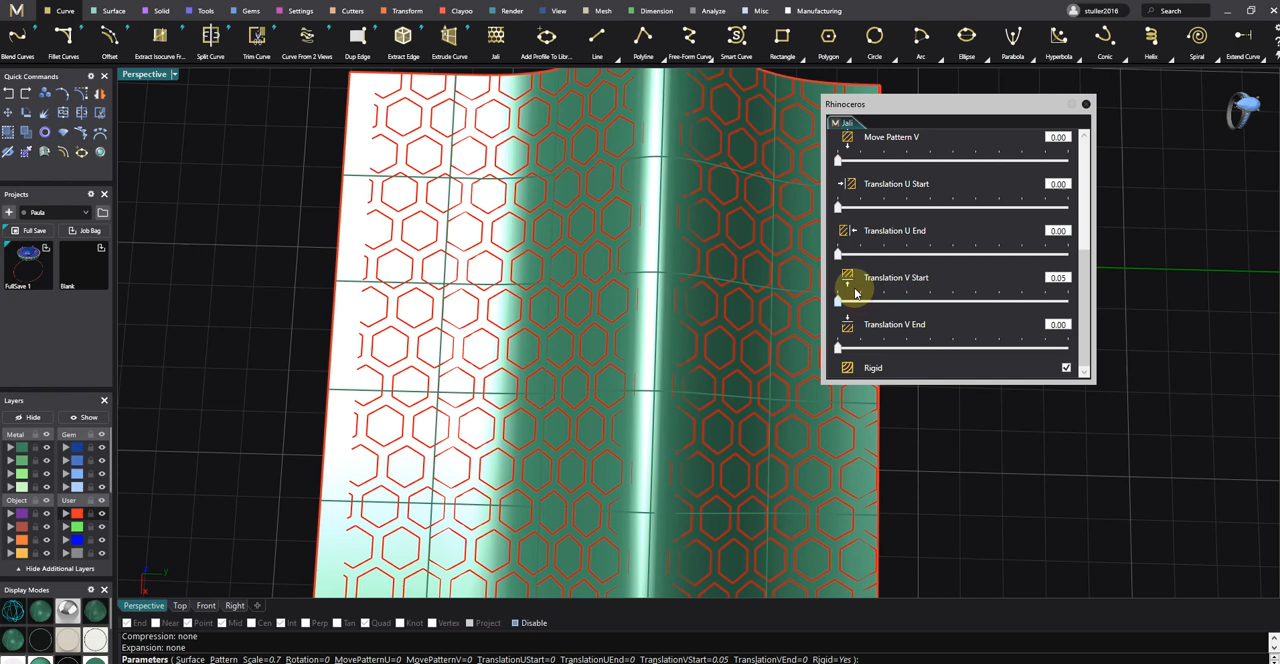 Curve Surface Solid Tools Gems Settings Cutters Transform Clayoo Render View Mesh Dimension Analyze Misc Manufacturing stuller2016 Search
Blend Curves Fillet Curves Offset Extract Isocurve Fr... Split Curve Trim Curve Curve From 2 Views Dup Edge Extract Edge Extrude Curve Jali Add Profile To Libr... Line Polyline Free-Form Curve Smart Curve Rectangle Polygon Circle Arc Ellipse Parabola Hyperbola Conic Helix Spiral Extend Curve
Quick Commands
Perspective
Projects
Paula
Full Save Job Bag
FullSave 1 Blank
Layers
Hide Show
Metal Gem
Object User
Show Additional Layers
Display Modes
Rhinoceros
Jali
Move Pattern V 0.00
Translation U Start 0.00
Translation U End 0.00
Translation V Start 0.05
Translation V End 0.00
Rigid
z y
x
Perspective Top Front Right
End Near Point Mid Cen Int Perp Tan Quad Knot Vertex Project Disable
Compression: none
Expansion: none
Parameters ( Surface Pattern Scale=0.7 Rotation=0 MovePatternU=0 MovePatternV=0 TranslationUStart=0 TranslationUEnd=0 TranslationVStart=0.05 TranslationVEnd=0 Rigid=Yes ):